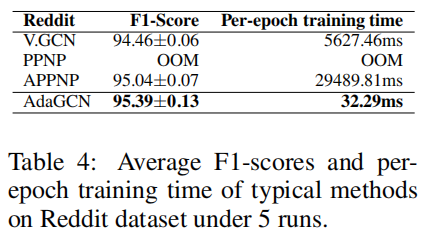 Reddit F1-Score Per-epoch training time
V.GCN 94.46±0.06 5627.46ms
PPNP OOM OOM
APPNP 95.04±0.07 29489.81ms
AdaGCN 95.39±0.13 32.29ms
Table 4: Average F1-scores and per-
epoch training time of typical methods
on Reddit dataset under 5 runs.